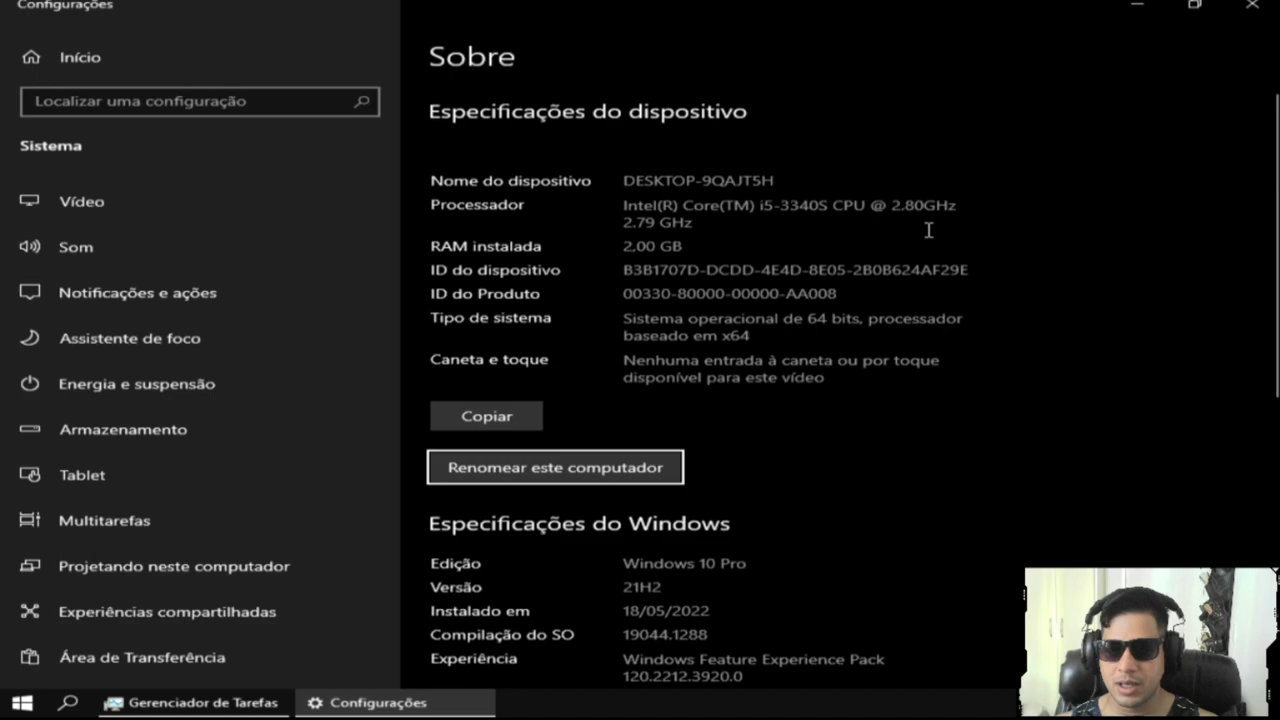 Configurações
Início
Localizar uma configuração
Sistema
Vídeo
Som
Notificações e ações
Assistente de foco
Energia e suspensão
Armazenamento
Tablet
Multitarefas
Projetando neste computador
Experiências compartilhadas
Área de Transferência
Sobre
Especificações do dispositivo
Nome do dispositivo DESKTOP-9QAJT5H
Processador Intel(R) Core(TM) i5-3340S CPU @ 2.80GHz
2.79 GHz
RAM instalada 2,00 GB
ID do dispositivo B3B1707D-DCDD-4E4D-8E05-2B0B624AF29E
ID do Produto 00330-80000-00000-AA008
Tipo de sistema Sistema operacional de 64 bits, processador
baseado em x64
Caneta e toque Nenhuma entrada à caneta ou por toque
disponível para este vídeo
Copiar
Renomear este computador
Especificações do Windows
Edição Windows 10 Pro
Versão 21H2
Instalado em 18/05/2022
Compilação do SO 19044.1288
Experiência Windows Feature Experience Pack
120.2212.3920.0
Gerenciador de Tarefas
Configurações